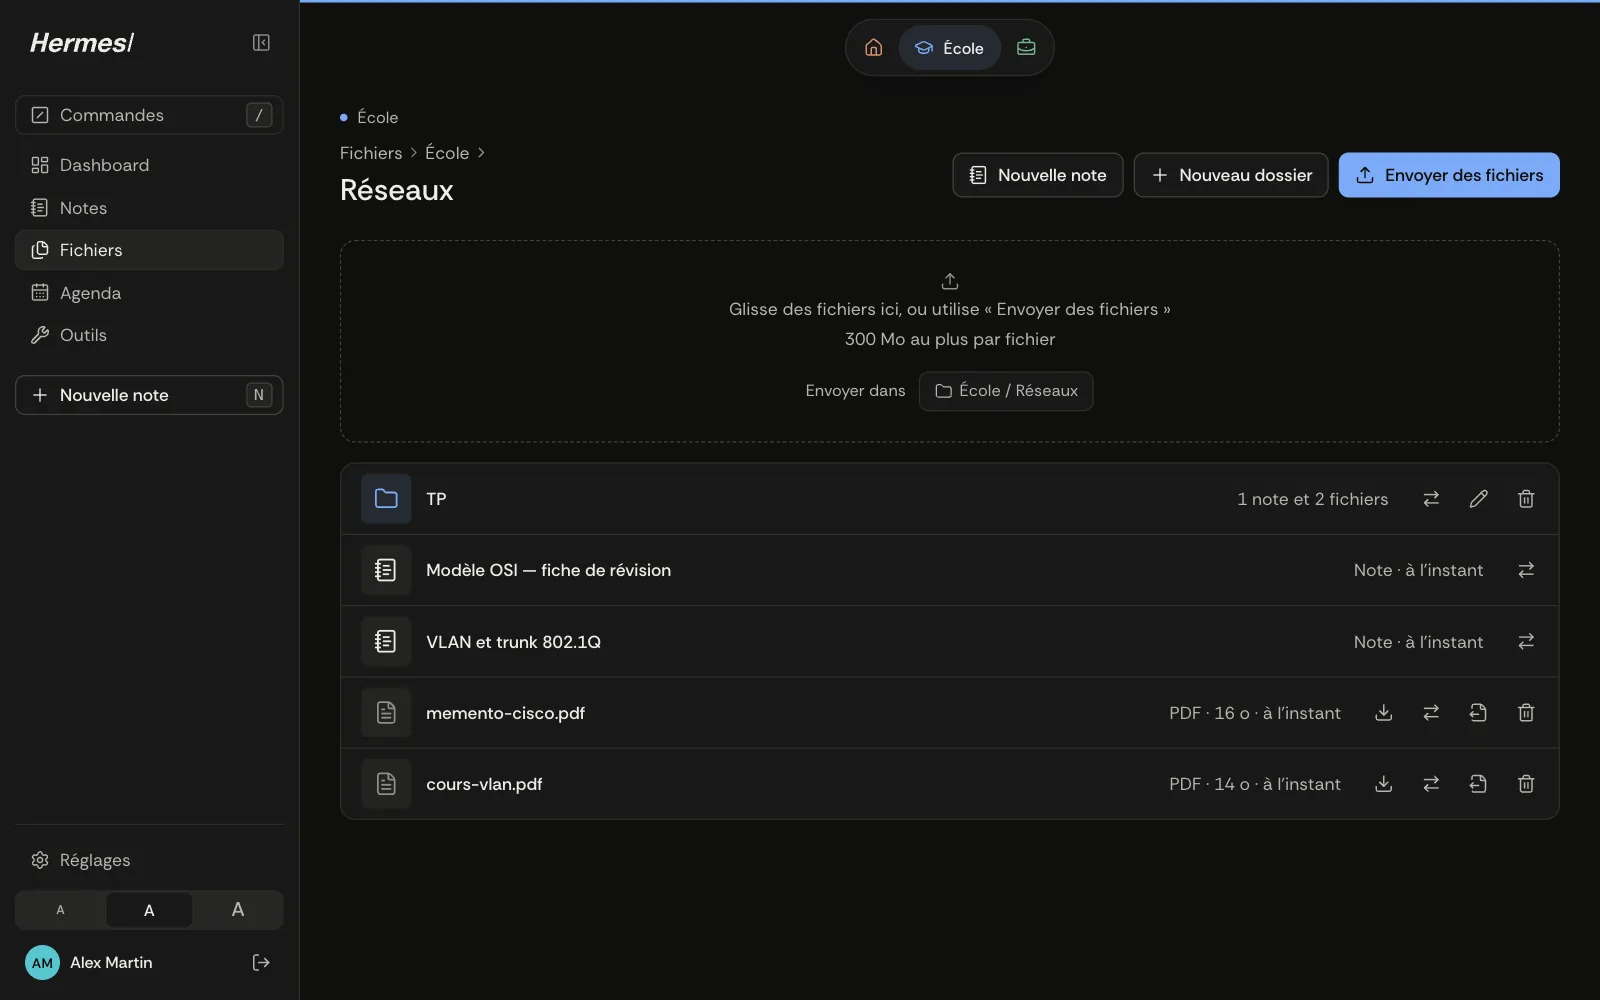 Hermes/
Commandes /
Dashboard
Notes
Fichiers
Agenda
Outils
Nouvelle note N
Réglages
A A A
AM Alex Martin
École
École
Fichiers > École >
Réseaux
Nouvelle note
Nouveau dossier
Envoyer des fichiers
Glisse des fichiers ici, ou utilise « Envoyer des fichiers »
300 Mo au plus par fichier
Envoyer dans École / Réseaux
TP 1 note et 2 fichiers
Modèle OSI — fiche de révision Note · à l’instant
VLAN et trunk 802.1Q Note · à l’instant
memento-cisco.pdf PDF · 16 o · à l’instant
cours-vlan.pdf PDF · 14 o · à l’instant